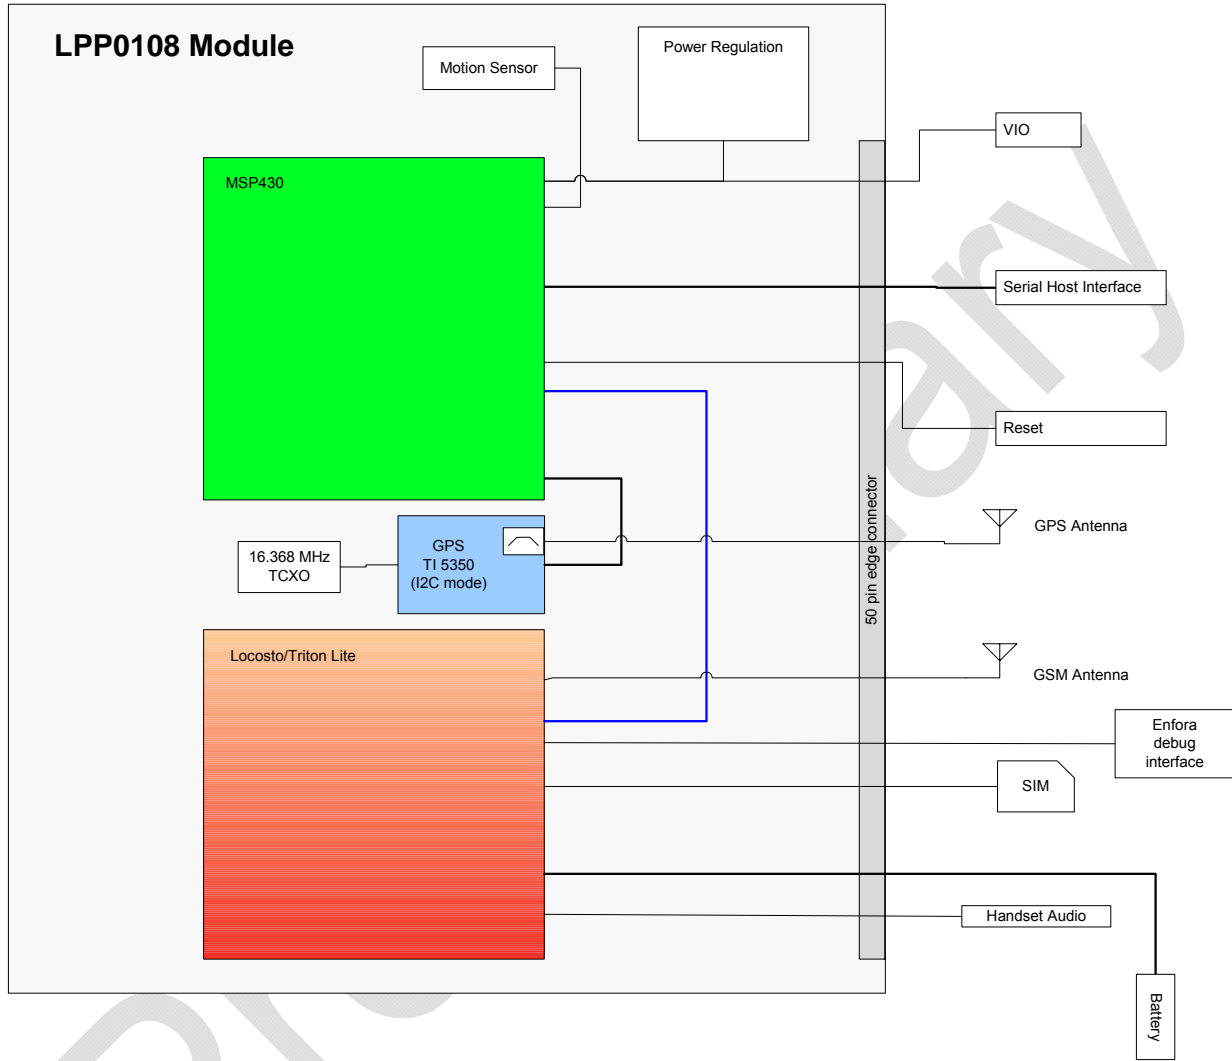 LPP0108 Module
Power Regulation
Motion Sensor
VIO
MSP430
Serial Host Interface
Reset
50 pin edge connector
GPS Antenna
GPS
TI 5350
(I2C mode)
16.368 MHz
TCXO
Locosto/Triton Lite
GSM Antenna
Enfora
debug
interface
SIM
Handset Audio
Battery